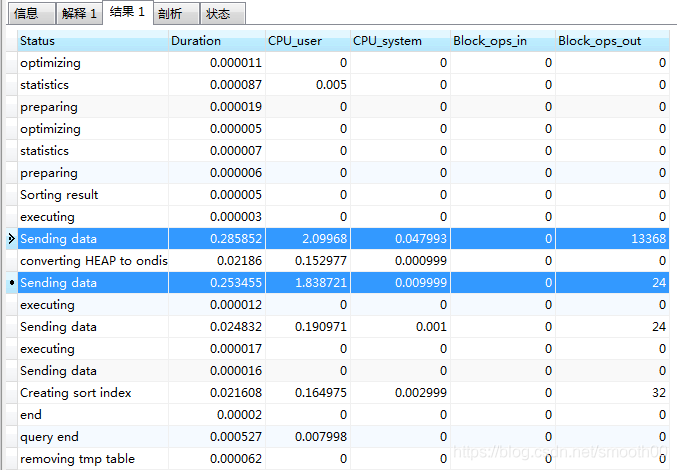 信息 解释 1 结果 1 剖析 状态
Status Duration CPU_user CPU_system Block_ops_in Block_ops_out
optimizing 0.000011 0 0 0 0
statistics 0.000087 0.005 0 0 0
preparing 0.000019 0 0 0 0
optimizing 0.000005 0 0 0 0
statistics 0.000007 0 0 0 0
preparing 0.000006 0 0 0 0
Sorting result 0.000005 0 0 0 0
executing 0.000003 0 0 0 0
Sending data 0.285852 2.09968 0.047993 0 13368
converting HEAP to ondis 0.02186 0.152977 0.000999 0 0
Sending data 0.253455 1.838721 0.009999 0 24
executing 0.000012 0 0 0 0
Sending data 0.024832 0.190971 0.001 0 24
executing 0.000017 0 0 0 0
Sending data 0.000016 0 0 0 0
Creating sort index 0.021608 0.164975 0.002999 0 32
end 0.00002 0 0 0 0
query end 0.000527 0.007998 0 0 0
removing tmp table 0.000062 0 0 0 0